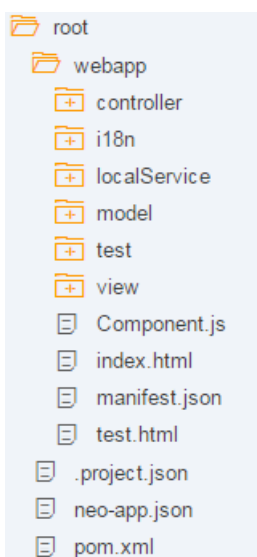 root
webapp
controller
i18n
localService
model
test
view
Component.js
index.html
manifest.json
test.html
.project.json
neo-app.json
pom.xml